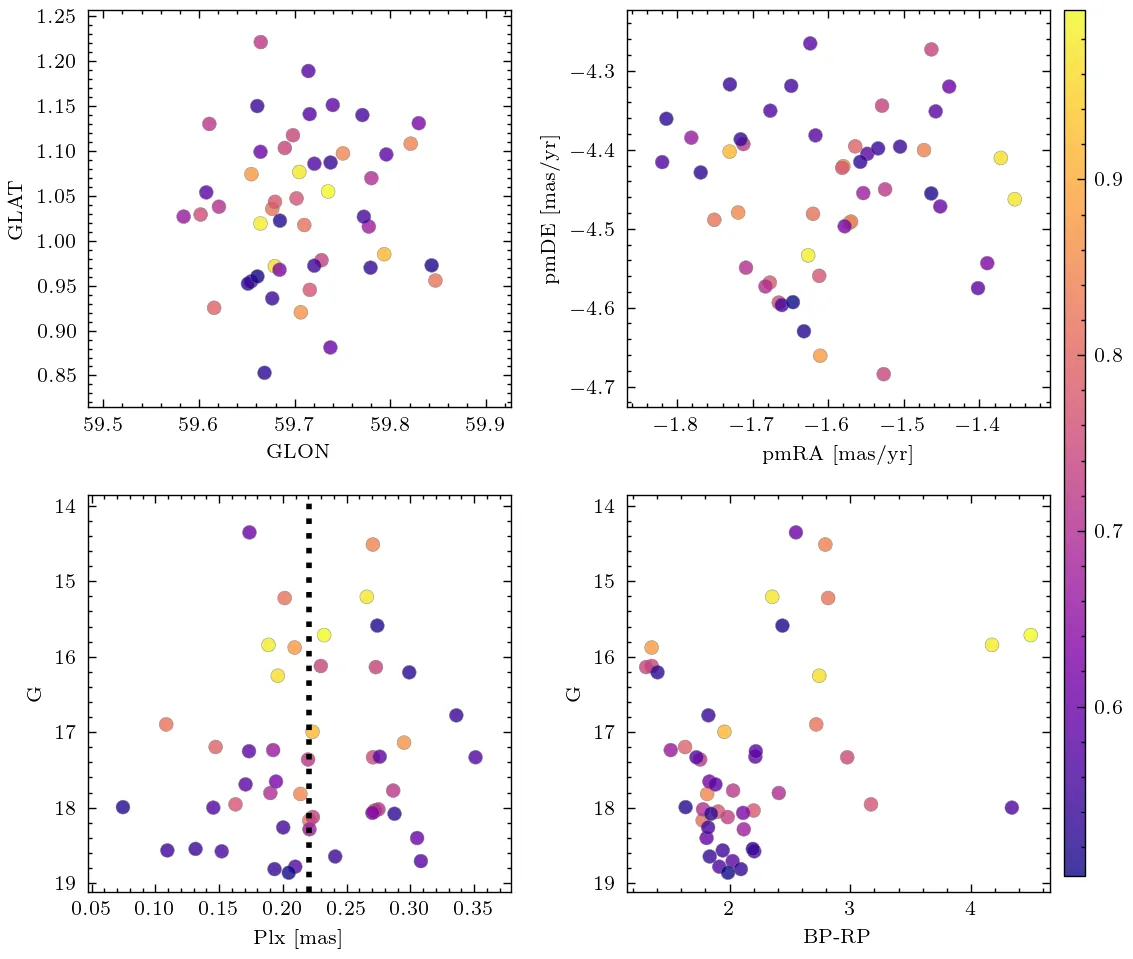 1.25
1.20
1.15
1.10
1.05
1.00
0.95
0.90
0.85
GLAT
59.5 59.6 59.7 59.8 59.9
GLON
−4.3
−4.4
−4.5
−4.6
−4.7
pmDE [mas/yr]
−1.8 −1.7 −1.6 −1.5 −1.4
pmRA [mas/yr]
0.9
0.8
0.7
0.6
14
15
16
17
18
19
G
0.05 0.10 0.15 0.20 0.25 0.30 0.35
Plx [mas]
14
15
16
17
18
19
G
2 3 4
BP-RP